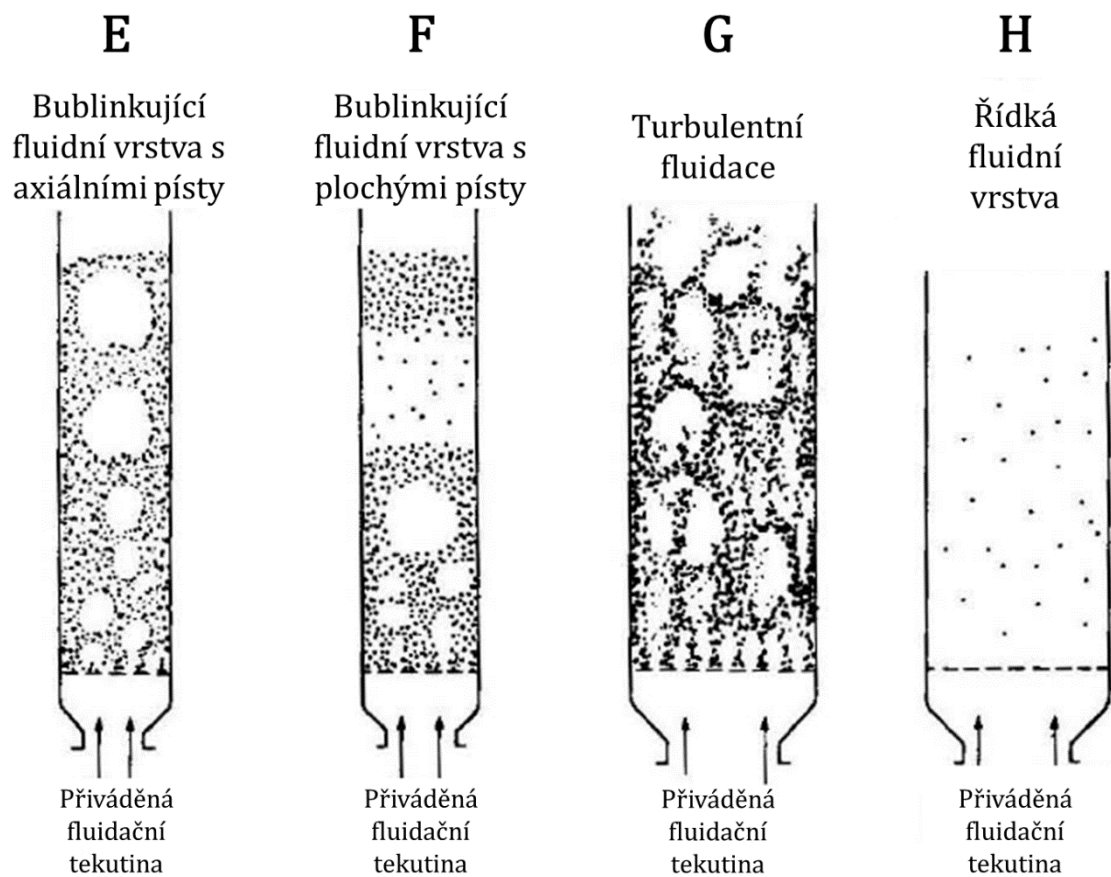 E
Bublinkující
fluidní vrstva s
axiálními písty
Přiváděná
fluidační
tekutina
F
Bublinkující
fluidní vrstva s
plochými písty
Přiváděná
fluidační
tekutina
G
Turbulentní
fluidace
Přiváděná
fluidační
tekutina
H
Řídká
fluidní
vrstva
Přiváděná
fluidační
tekutina